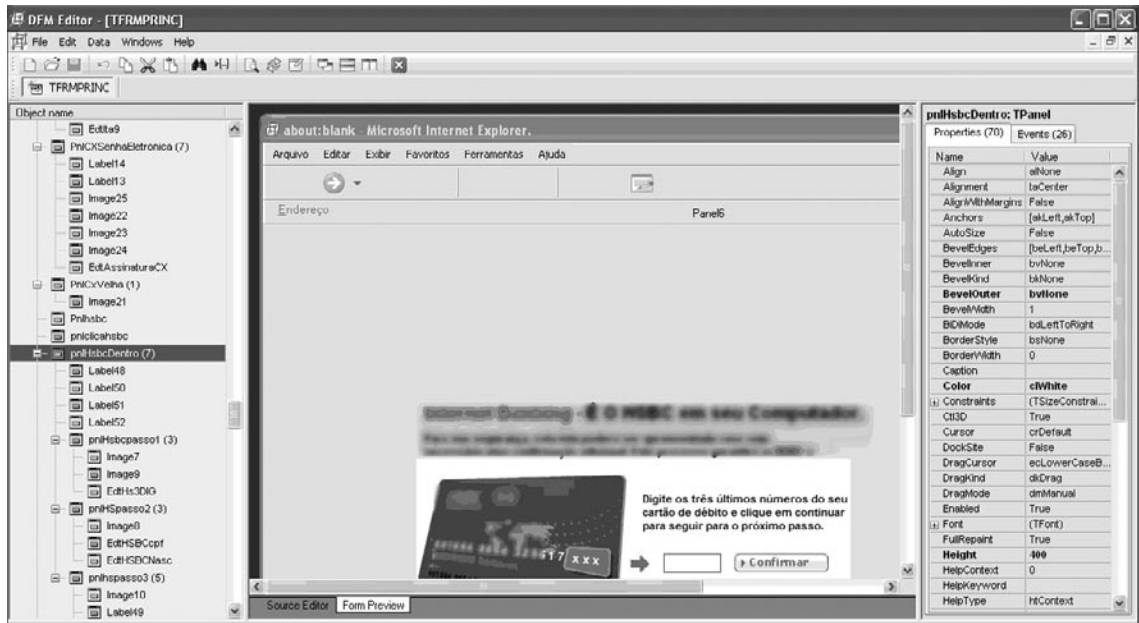 DFM Editor - [TFRMPRINC]
File Edit Data Windows Help
TFRMPRINC
Object name
Edtte9
PnlCXSenhaEletronica (7)
Label14
Label13
Image25
Image22
Image23
Image24
EdtAssinaturaCX
PnlCxVelha (1)
Image21
Pnlhsbc
pnlclicahsbc
pnlHsbcDentro (7)
Label48
Label50
Label51
Label52
pnlHsbcpasso1 (3)
Image7
Image9
EdtHs3DIG
pnlHSpasso2 (3)
Image8
EdtHSBCcpf
EdtHSBCNasc
pnlhspasso3 (5)
Image10
Label49
about:blank - Microsoft Internet Explorer.
Arquivo Editar Exibir Favoritos Ferramentas Ajuda
Endereço
Panel6
É O HSBC em seu Computador
Digite os três últimos números do seu
cartão de débito e clique em continuar
para seguir para o próximo passo.
517 xxx
Confirmar
Source Editor Form Preview
pnlHsbcDentro: TPanel
Properties (70) Events (26)
Name Value
Align alNone
Alignment taCenter
AlignWithMargins False
Anchors [akLeft,akTop]
AutoSize False
BevelEdges [beLeft,beTop,b...
BevelInner bvNone
BevelKind bkNone
BevelOuter bvNone
BevelWidth 1
BiDiMode bdLeftToRight
BorderStyle bsNone
BorderWidth 0
Caption
Color clWhite
Constraints (TSizeConstrai...
Ctl3D True
Cursor crDefault
DockSite False
DragCursor ecLowerCaseB...
DragKind dkDrag
DragMode dmManual
Enabled True
Font (TFont)
FullRepaint True
Height 400
HelpContext 0
HelpKeyword
HelpType htContext